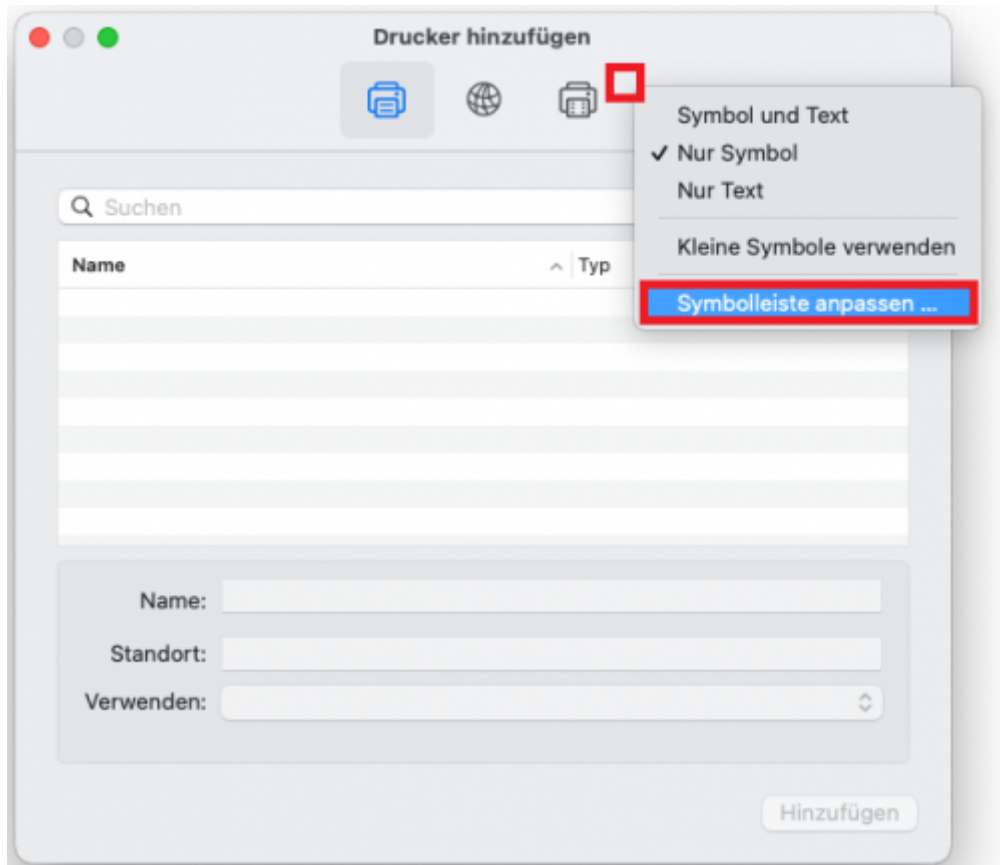 Drucker hinzufügen
Symbol und Text
✓ Nur Symbol
Nur Text
Kleine Symbole verwenden
Symbolleiste anpassen ...
Suchen
Name
Typ
Name:
Standort:
Verwenden:
Hinzufügen